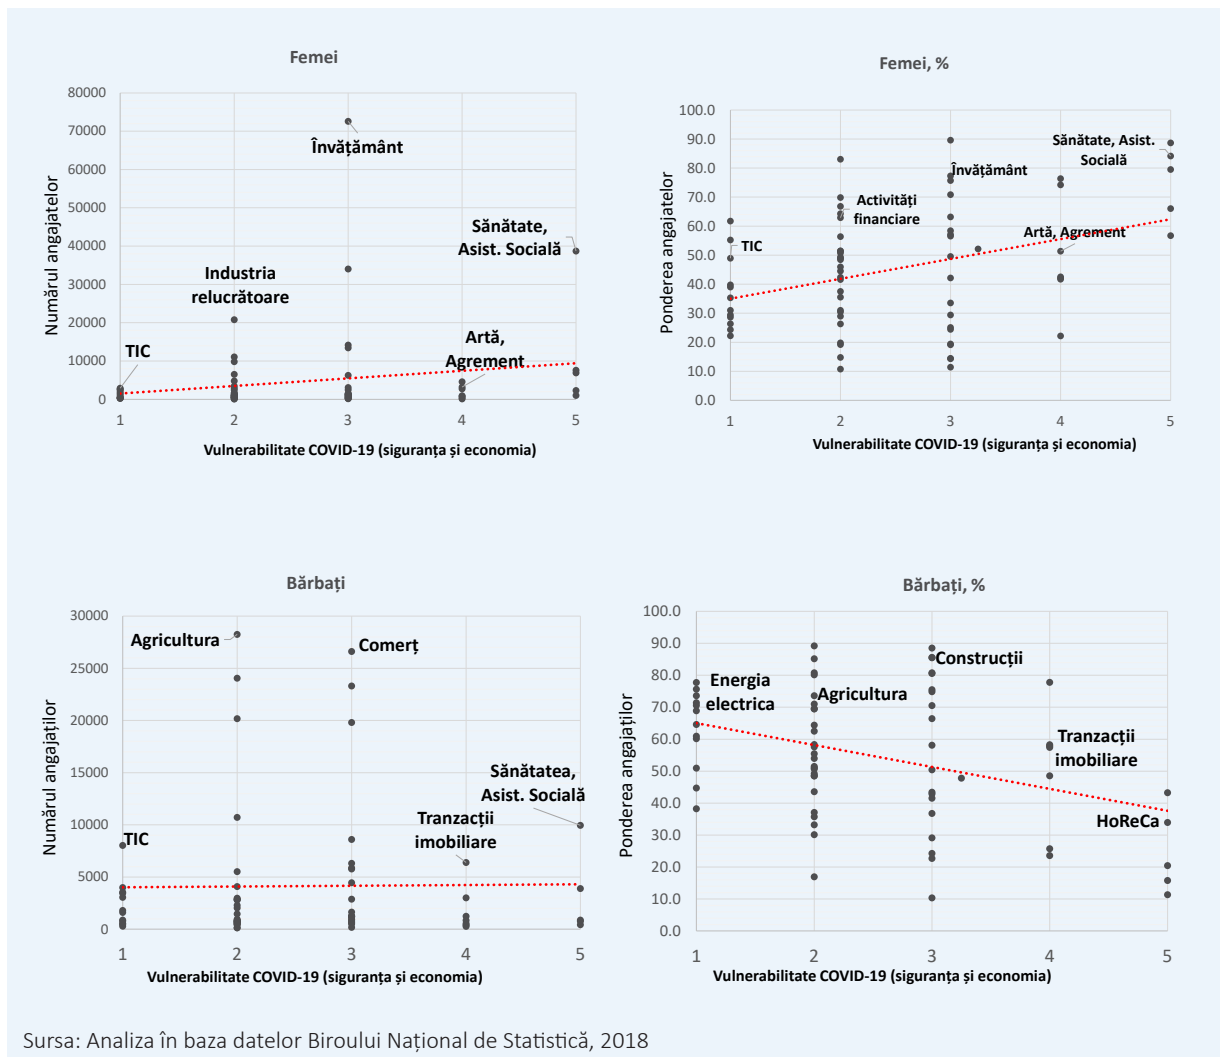 Femei
80000
70000
60000
50000
40000
30000
20000
10000
0
Numărul angajatelor
Învățământ
Sănătate,
Asist. Socială
Industria
relucrătoare
Artă,
Agrement
TIC
1 2 3 4 5
Vulnerabilitate COVID-19 (siguranța și economia)
Femei, %
100.0
90.0
80.0
70.0
60.0
50.0
40.0
30.0
20.0
10.0
0.0
Ponderea angajatelor
Sănătate, Asist.
Socială
Învățământ
Activități
financiare
Artă, Agrement
TIC
1 2 3 4 5
Vulnerabilitate COVID-19 (siguranța și economia)
Bărbați
30000
25000
20000
15000
10000
5000
0
Numărul angajaților
Agricultura
Comerț
Sănătatea,
Asist. Socială
Tranzacții
imobiliare
TIC
1 2 3 4 5
Vulnerabilitate COVID-19 (siguranța și economia)
Bărbați, %
100.0
90.0
80.0
70.0
60.0
50.0
40.0
30.0
20.0
10.0
0.0
Ponderea angajaților
Construcții
Energia
electrica
Agricultura
Tranzacții
imobiliare
HoReCa
1 2 3 4 5
Vulnerabilitate COVID-19 (siguranța și economia)
Sursa: Analiza în baza datelor Biroului Național de Statistică, 2018